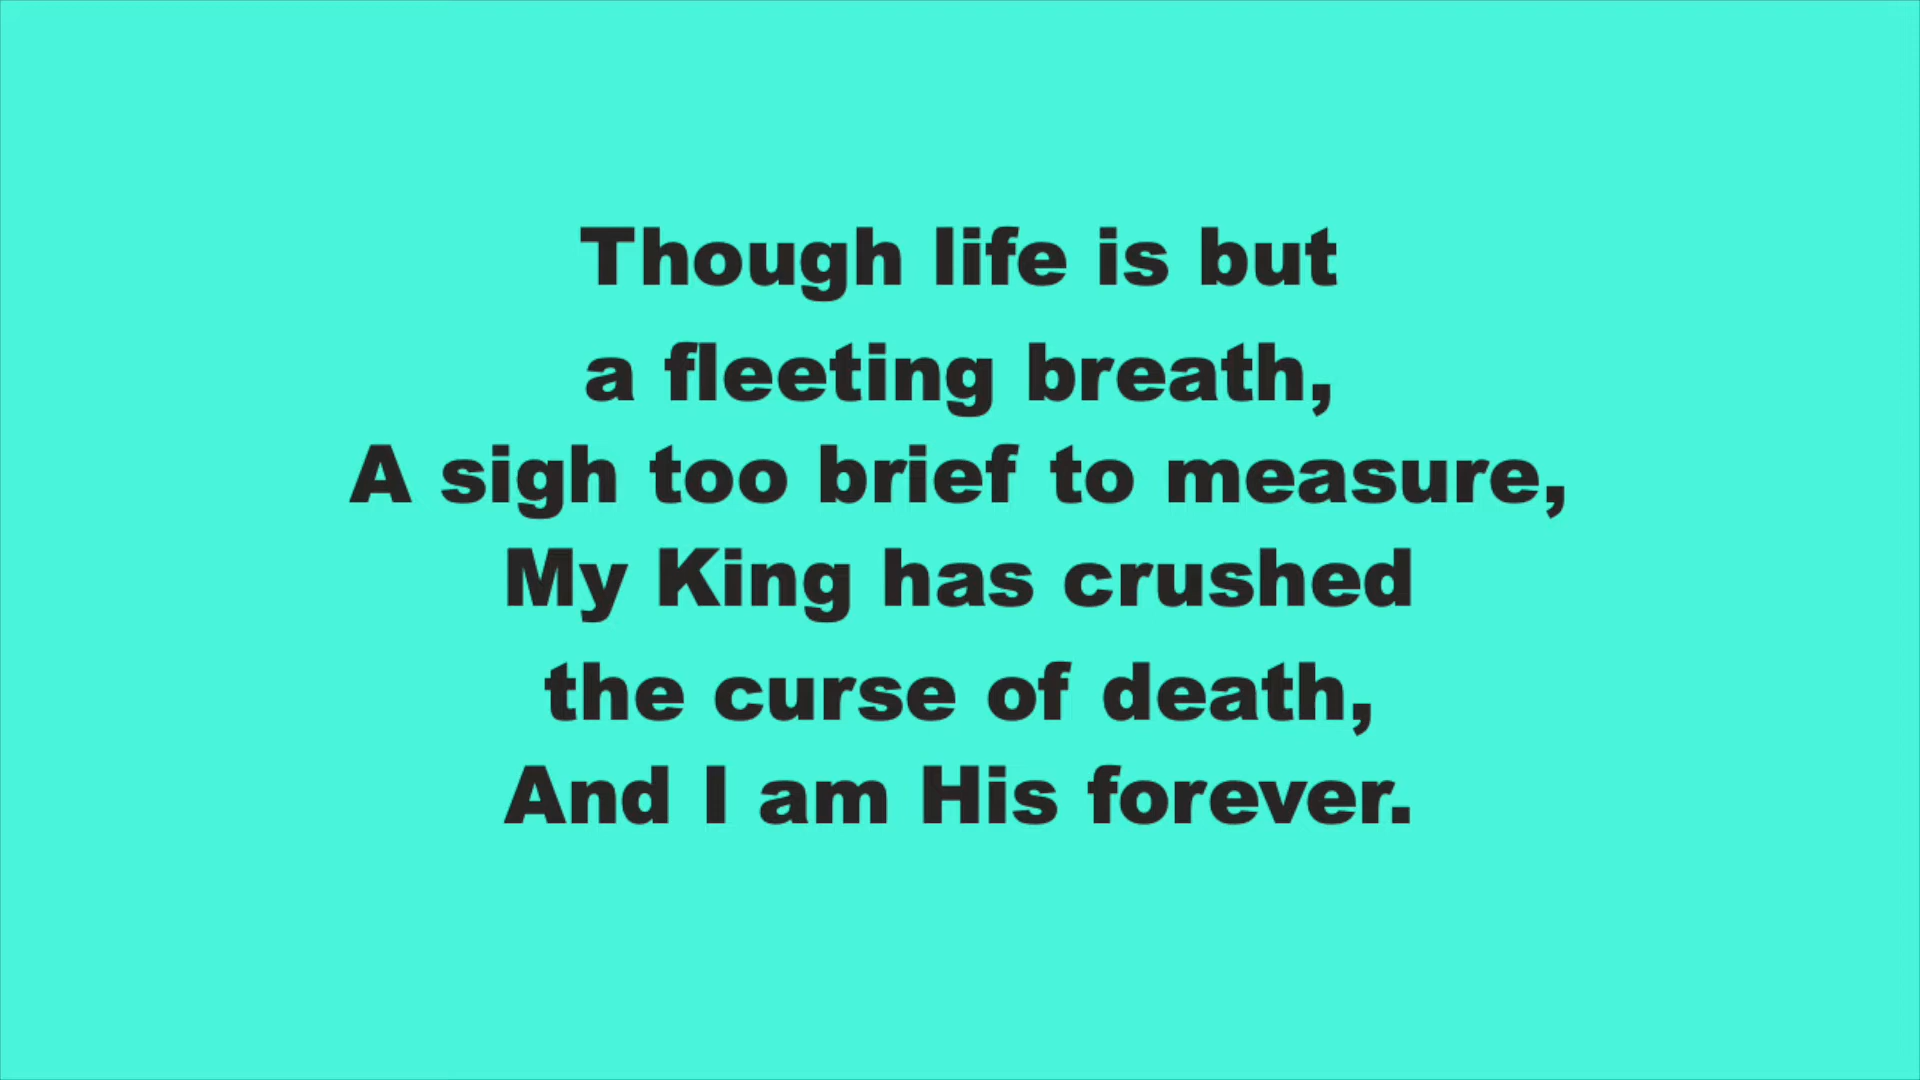 Though life is but
a fleeting breath,
A sigh too brief to measure,
My King has crushed
the curse of death,
And I am His forever.